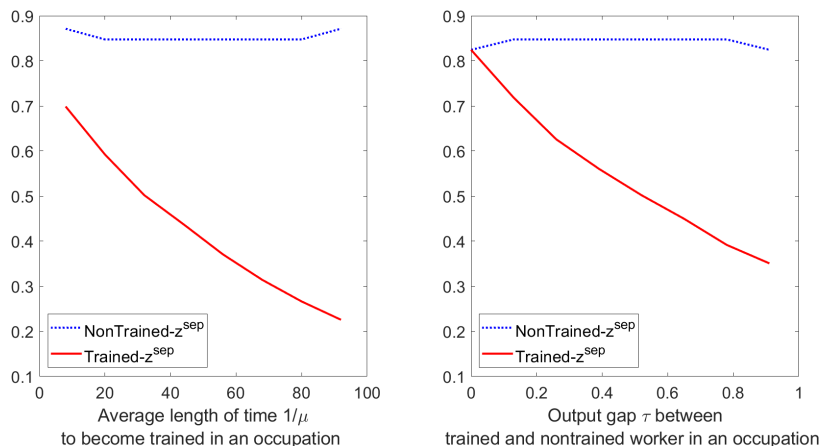 0.9
0.8
0.7
0.6
0.5
0.4
0.3
0.2
0.1
NonTrained-z^sep
Trained-z^sep
0 20 40 60 80 100
Average length of time 1/μ
to become trained in an occupation
0.9
0.8
0.7
0.6
0.5
0.4
0.3
0.2
0.1
NonTrained-z^sep
Trained-z^sep
0 0.2 0.4 0.6 0.8 1
Output gap τ between
trained and nontrained worker in an occupation